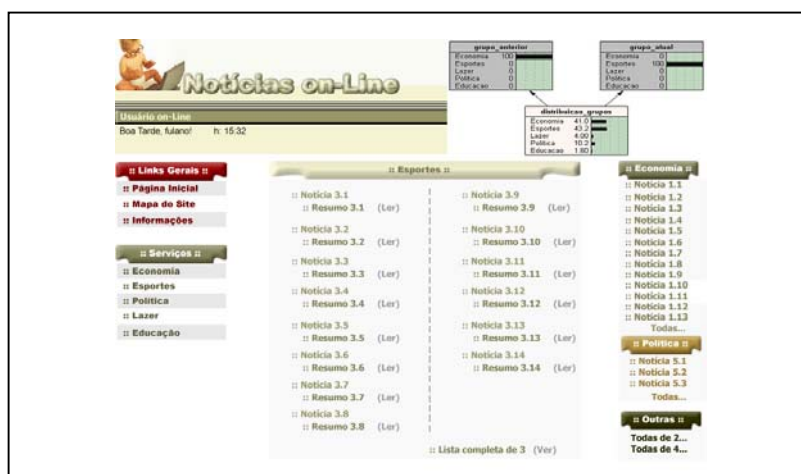 Notícias on-Line
Usuário on-Line
Boa Tarde, fulano! h: 15:32
grupo_anterior
Economia 100
Esportes 0
Lazer 0
Politica 0
Educacao 0
grupo_atual
Economia 0
Esportes 100
Lazer 0
Politica 0
Educacao 0
distribuicao_grupos
Economia 41.0
Esportes 43.2
Lazer 4.00
Politica 10.2
Educacao 1.60
:: Links Gerais ::
:: Página Inicial
:: Mapa do Site
:: Informações
:: Serviços ::
:: Economia
:: Esportes
:: Política
:: Lazer
:: Educação
:: Esportes ::
:: Notícia 3.1
:: Resumo 3.1 (Ler)
:: Notícia 3.2
:: Resumo 3.2 (Ler)
:: Notícia 3.3
:: Resumo 3.3 (Ler)
:: Notícia 3.4
:: Resumo 3.4 (Ler)
:: Notícia 3.5
:: Resumo 3.5 (Ler)
:: Notícia 3.6
:: Resumo 3.6 (Ler)
:: Notícia 3.7
:: Resumo 3.7 (Ler)
:: Notícia 3.8
:: Resumo 3.8 (Ler)
:: Notícia 3.9
:: Resumo 3.9 (Ler)
:: Notícia 3.10
:: Resumo 3.10 (Ler)
:: Notícia 3.11
:: Resumo 3.11 (Ler)
:: Notícia 3.12
:: Resumo 3.12 (Ler)
:: Notícia 3.13
:: Resumo 3.13 (Ler)
:: Notícia 3.14
:: Resumo 3.14 (Ler)
:: Lista completa de 3 (Ver)
:: Economia ::
:: Notícia 1.1
:: Notícia 1.2
:: Notícia 1.3
:: Notícia 1.4
:: Notícia 1.5
:: Notícia 1.6
:: Notícia 1.7
:: Notícia 1.8
:: Notícia 1.9
:: Notícia 1.10
:: Notícia 1.11
:: Notícia 1.12
:: Notícia 1.13
Todas...
:: Política ::
:: Notícia 5.1
:: Notícia 5.2
:: Notícia 5.3
Todas...
:: Outras ::
Todas de 2...
Todas de 4...